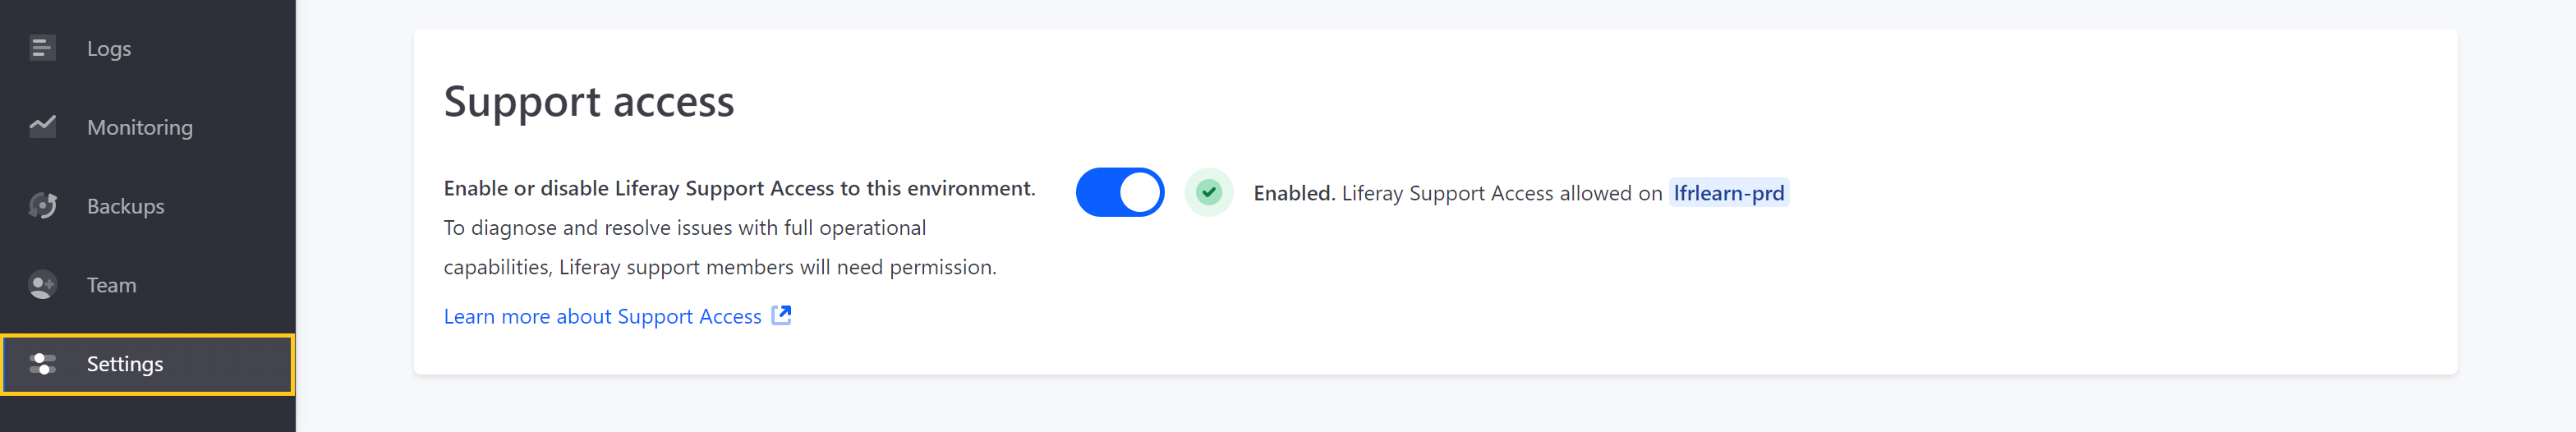 Logs
Monitoring
Backups
Team
Settings
Support access
Enable or disable Liferay Support Access to this environment.
To diagnose and resolve issues with full operational
capabilities, Liferay support members will need permission.
Learn more about Support Access
Enabled. Liferay Support Access allowed on lfrlearn-prd